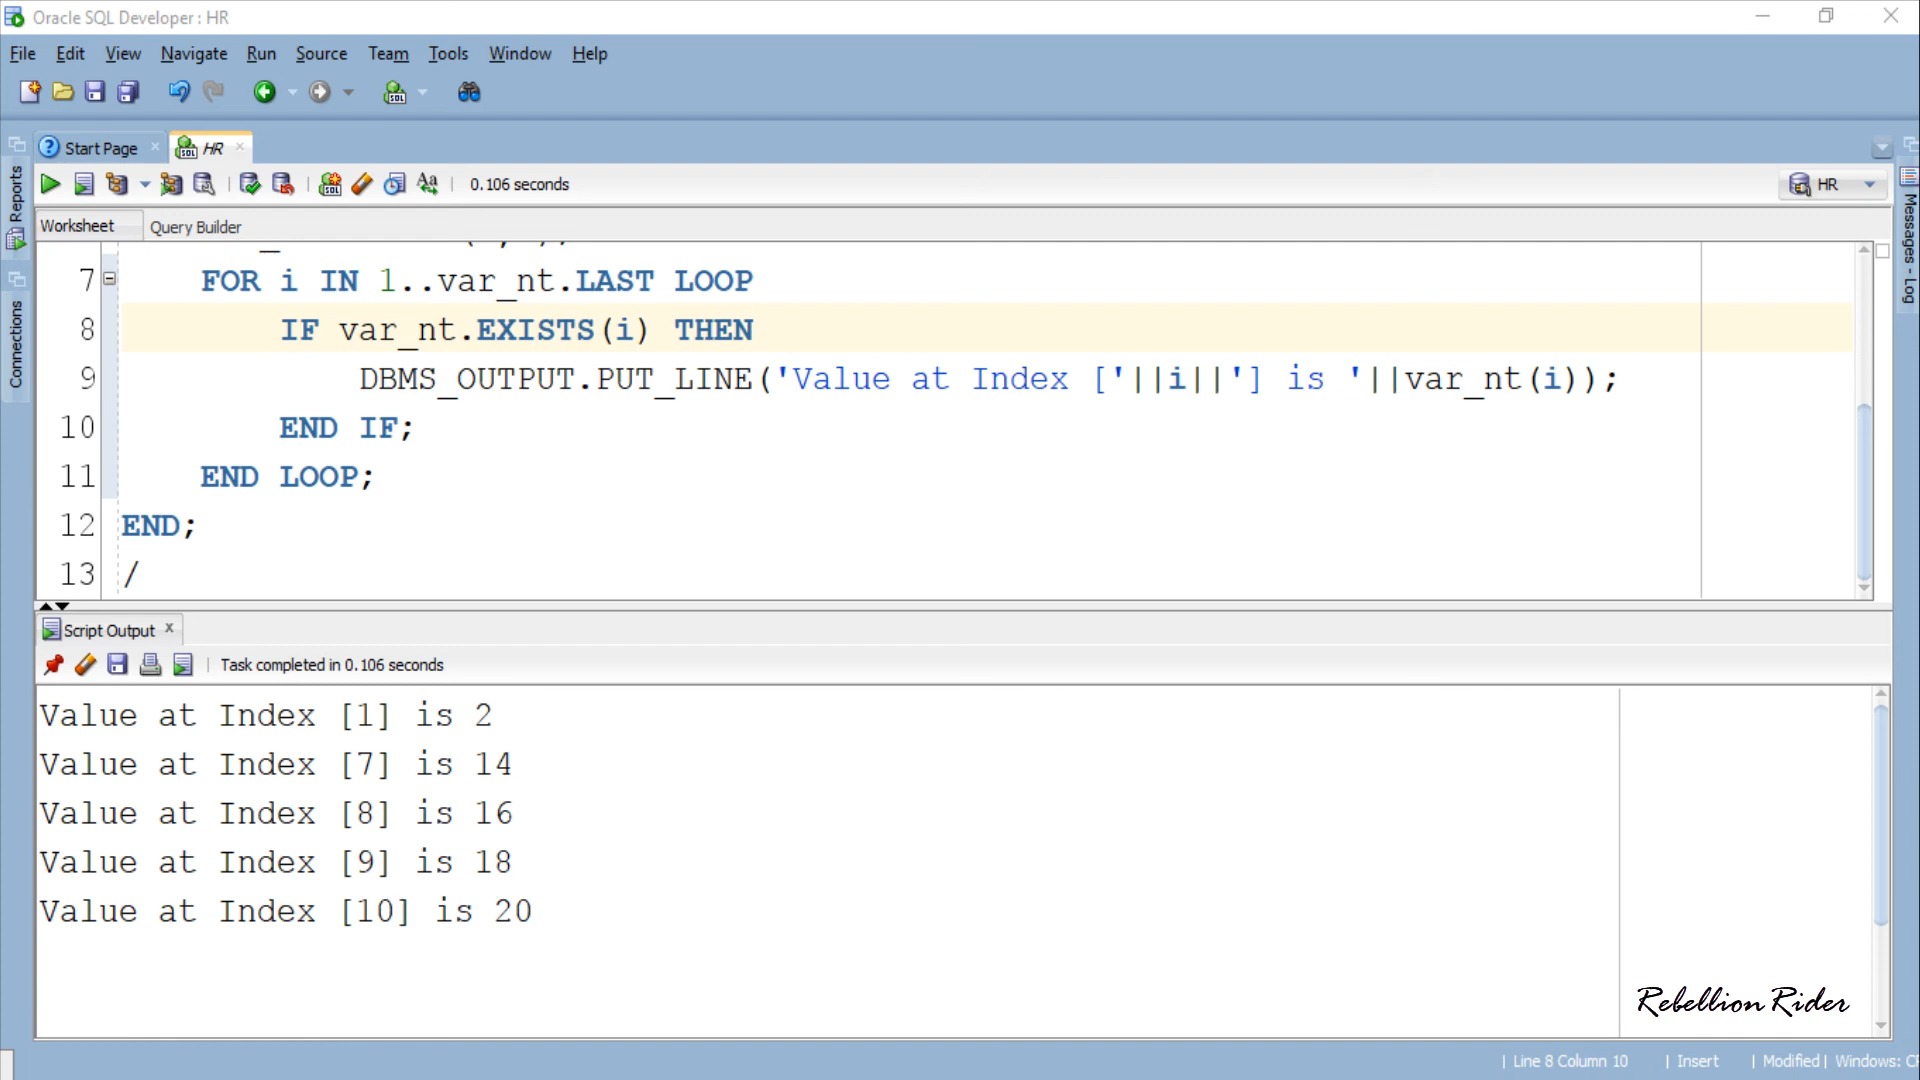 Oracle SQL Developer : HR
File Edit View Navigate Run Source Team Tools Window Help
Start Page HR
0.106 seconds
HR
Reports
Connections
Messages - Log
Worksheet Query Builder
7 FOR i IN 1..var_nt.LAST LOOP
8 IF var_nt.EXISTS(i) THEN
9 DBMS_OUTPUT.PUT_LINE('Value at Index ['||i||'] is '||var_nt(i));
10 END IF;
11 END LOOP;
12 END;
13 /
Script Output
Task completed in 0.106 seconds
Value at Index [1] is 2
Value at Index [7] is 14
Value at Index [8] is 16
Value at Index [9] is 18
Value at Index [10] is 20
Rebellion Rider
| Line 8 Column 10 | Insert | Modified | Windows: C